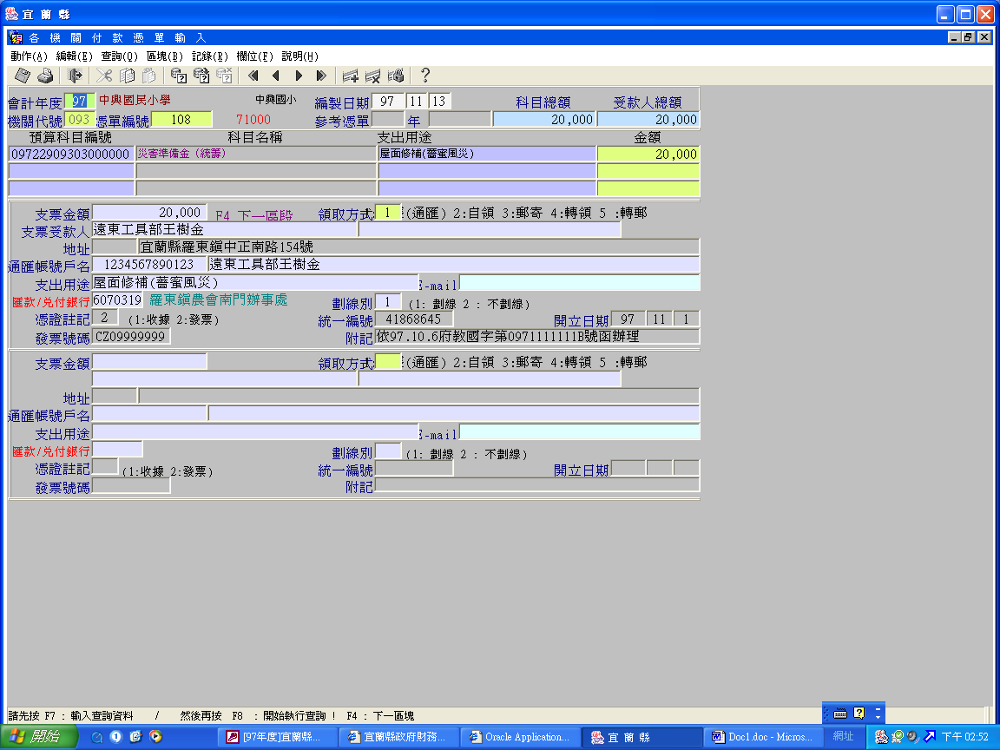 宜 蘭 縣
各 機 關 付 款 憑 單 輸 入
動作(A) 編輯(E) 查詢(Q) 區塊(B) 記錄(R) 欄位(F) 說明(H)
會計年度 97 中興國民小學 中興國小 編製日期 97 11 13 科目總額 受款人總額
機關代號 093 憑單編號 108 71000 參考憑單 年 20,000 20,000
預算科目編號 科目名稱 支出用途 金額
09722909303000000 災害準備金（統籌） 屋面修補(薔蜜風災) 20,000
支票金額 20,000 F4 下一區段 領取方式 1 (通匯) 2:自領 3:郵寄 4:轉領 5 :轉郵
支票受款人 遠東工具部王樹金
地址 宜蘭縣羅東鎮中正南路154號
通匯帳號戶名 1234567890123 遠東工具部王樹金
支出用途 屋面修補(薔蜜風災) E-mail
匯款/兌付銀行 6070319 羅東鎮農會南門辦事處 劃線別 1 (1: 劃線 2 : 不劃線)
憑證註記 2 (1:收據 2:發票) 統一編號 41868645 開立日期 97 11 1
發票號碼 CZ09999999 附記 依97.10.6府教國字第0971111111B號函辦理
支票金額 領取方式 (通匯) 2:自領 3:郵寄 4:轉領 5 :轉郵
地址
通匯帳號戶名
支出用途 E-mail
匯款/兌付銀行 劃線別 (1: 劃線 2 : 不劃線)
憑證註記 (1:收據 2:發票) 統一編號 開立日期
發票號碼 附記
請先按 F7 : 輸入查詢資料 / 然後再按 F8 : 開始執行查詢 ! F4 : 下一區塊
開始 [97年度]宜蘭縣... 宜蘭縣政府財務... Oracle Application... 宜 蘭 縣 Doc1.doc - Micros... 網址 下午 02:52